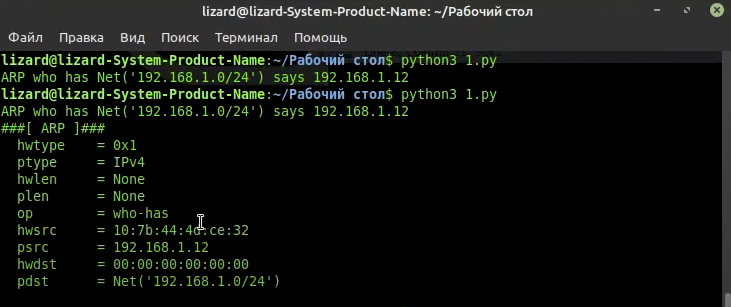 lizard@lizard-System-Product-Name: ~/Рабочий стол
Файл Правка Вид Поиск Терминал Помощь
lizard@lizard-System-Product-Name:~/Рабочий стол$ python3 1.py
ARP who has Net('192.168.1.0/24') says 192.168.1.12
lizard@lizard-System-Product-Name:~/Рабочий стол$ python3 1.py
ARP who has Net('192.168.1.0/24') says 192.168.1.12
###[ ARP ]###
hwtype = 0x1
ptype = IPv4
hwlen = None
plen = None
op = who-has
hwsrc = 10:7b:44:4d:ce:32
psrc = 192.168.1.12
hwdst = 00:00:00:00:00:00
pdst = Net('192.168.1.0/24')